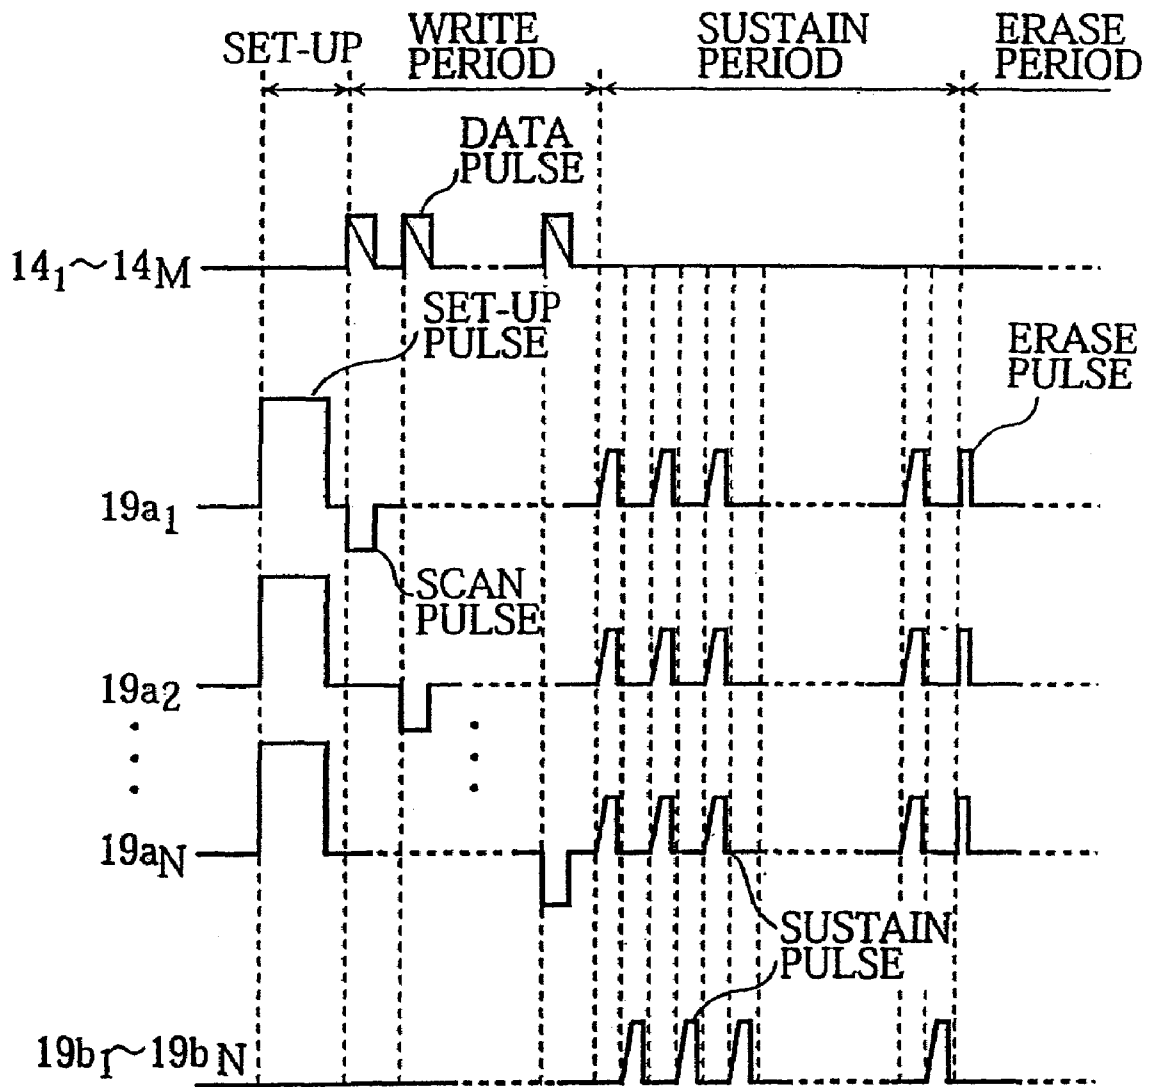 SET-UP
WRITE
PERIOD
SUSTAIN
PERIOD
ERASE
PERIOD
DATA
PULSE
14₁~14M
SET-UP
PULSE
ERASE
PULSE
19a₁
SCAN
PULSE
19a₂
19aN
SUSTAIN
PULSE
19b₁~19bN